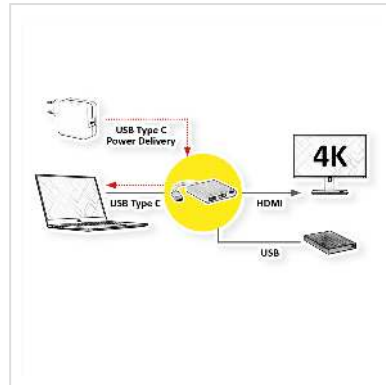 USB Type C
Power Delivery
4K
USB Type C
HDMI
USB